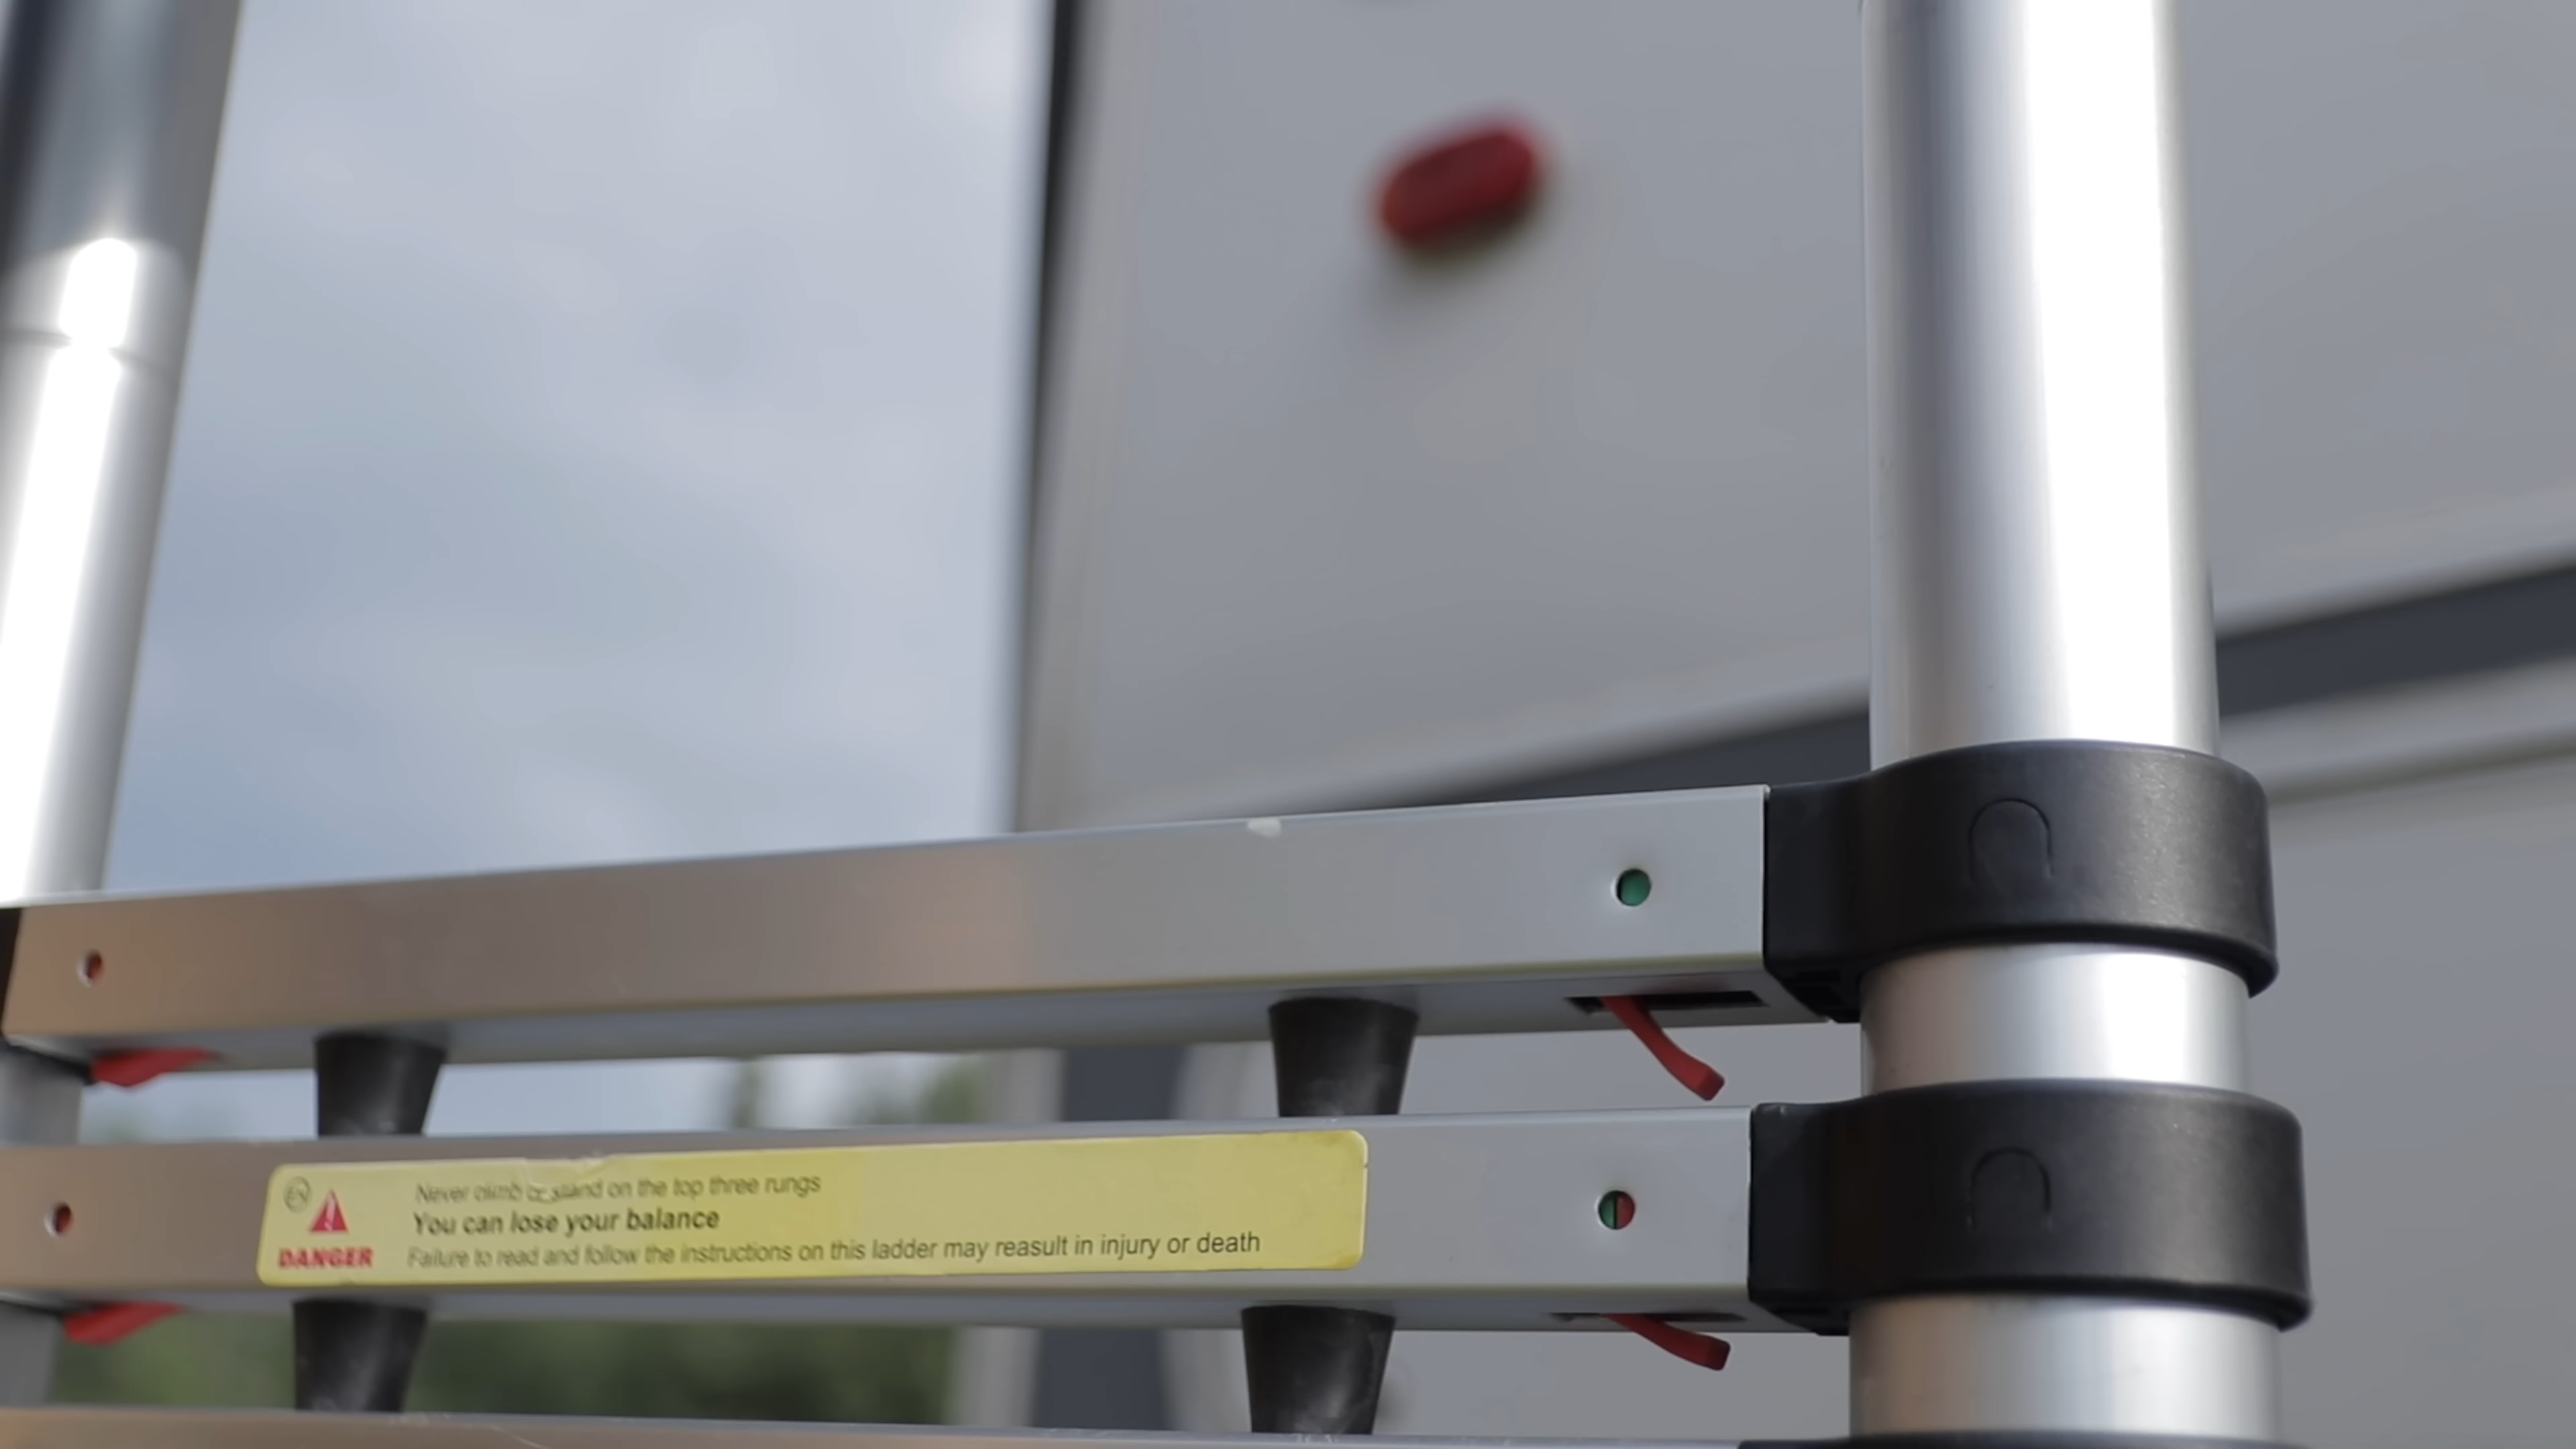 EN
Never climb or stand on the top three rungs
You can lose your balance
DANGER
Failure to read and follow the instructions on this ladder may reasult in injury or death